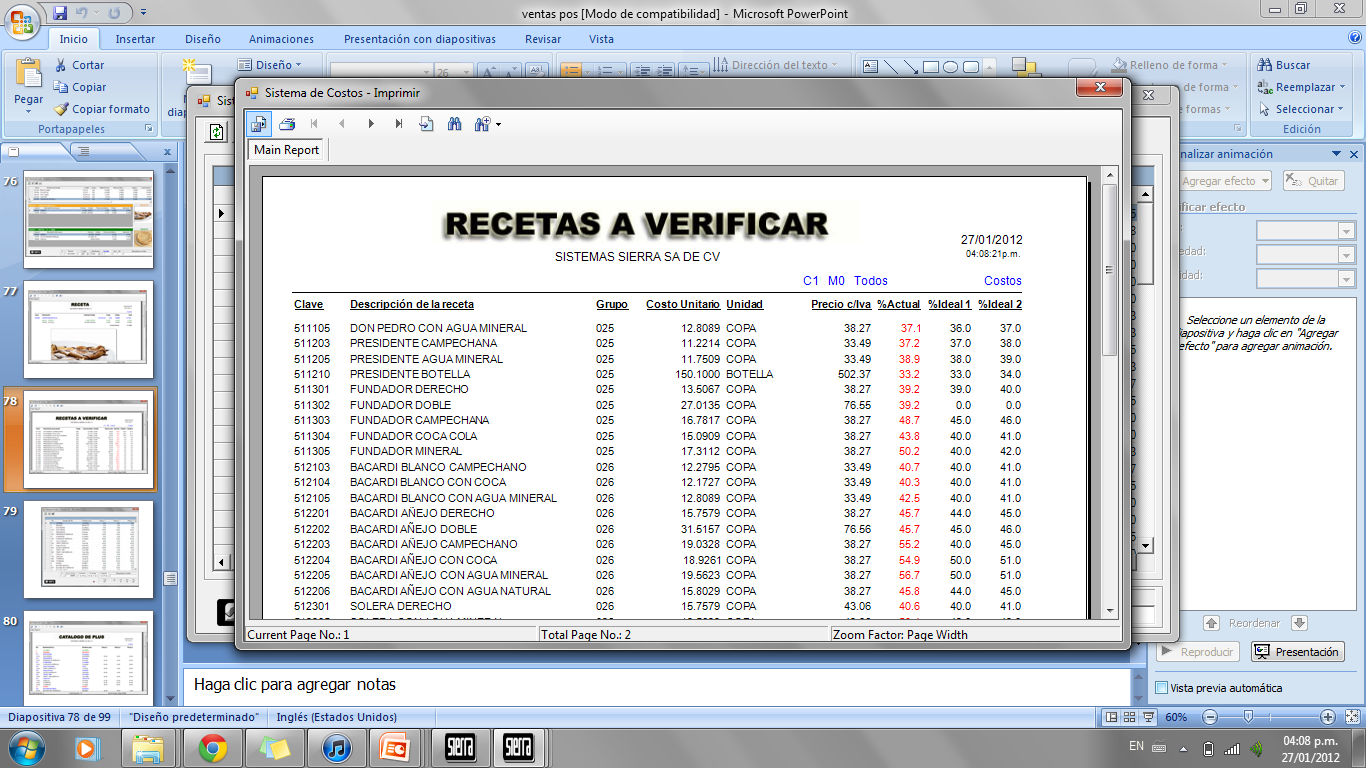 ventas pos [Modo de compatibilidad] - Microsoft PowerPoint
Inicio Insertar Diseño Animaciones Presentación con diapositivas Revisar Vista
Pegar
Cortar
Copiar
Copiar formato
Portapapeles
Diseño
26
Dirección del texto
Relleno de forma
Buscar
Reemplazar
Seleccionar
Edición
Sistema de Costos - Imprimir
Main Report
RECETAS A VERIFICAR
SISTEMAS SIERRA SA DE CV
27/01/2012
04:08:21p.m.
C1 M0 Todos Costos
Clave Descripción de la receta Grupo Costo Unitario Unidad Precio c/Iva %Actual %Ideal 1 %Ideal 2
511105 DON PEDRO CON AGUA MINERAL 025 12.8089 COPA 38.27 37.1 36.0 37.0
511203 PRESIDENTE CAMPECHANA 025 11.2214 COPA 33.49 37.2 37.0 38.0
511205 PRESIDENTE AGUA MINERAL 025 11.7509 COPA 33.49 38.9 38.0 39.0
511210 PRESIDENTE BOTELLA 025 150.1000 BOTELLA 502.37 33.2 33.0 34.0
511301 FUNDADOR DERECHO 025 13.5067 COPA 38.27 39.2 39.0 40.0
511302 FUNDADOR DOBLE 025 27.0135 COPA 76.55 39.2 0.0 0.0
511303 FUNDADOR CAMPECHANA 025 16.7817 COPA 38.27 48.7 45.0 46.0
511304 FUNDADOR COCA COLA 025 15.0909 COPA 38.27 43.8 40.0 41.0
511305 FUNDADOR MINERAL 025 17.3112 COPA 38.27 50.2 40.0 42.0
512103 BACARDI BLANCO CAMPECHANO 026 12.2795 COPA 33.49 40.7 40.0 41.0
512104 BACARDI BLANCO CON COCA 026 12.1727 COPA 33.49 40.3 40.0 41.0
512105 BACARDI BLANCO CON AGUA MINERAL 026 12.8089 COPA 33.49 42.5 40.0 41.0
512201 BACARDI AÑEJO DERECHO 026 15.7579 COPA 38.27 45.7 44.0 45.0
512202 BACARDI AÑEJO DOBLE 026 31.5157 COPA 76.56 45.7 45.0 46.0
512203 BACARDI AÑEJO CAMPECHANO 026 19.0328 COPA 38.27 55.2 40.0 45.0
512204 BACARDI AÑEJO CON COCA 026 18.9261 COPA 38.27 54.9 50.0 51.0
512205 BACARDI AÑEJO CON AGUA MINERAL 026 19.5623 COPA 38.27 56.7 50.0 51.0
512206 BACARDI AÑEJO CON AGUA NATURAL 026 15.8029 COPA 38.27 45.8 44.0 45.0
512301 SOLERA DERECHO 026 15.7579 COPA 43.06 40.6 40.0 41.0
Current Page No.: 1 Total Page No.: 2 Zoom Factor: Page Width
76
77
RECETA
78
RECETAS A VERIFICAR
79
80
CATALOGO DE PLUS
nalizar animación
Agregar efecto
Quitar
ficar efecto
Seleccione un elemento de la
diapositiva y haga clic en "Agregar
efecto" para agregar animación.
Reordenar
Reproducir Presentación
Vista previa automática
Haga clic para agregar notas
Diapositiva 78 de 99 "Diseño predeterminado" Inglés (Estados Unidos) 60%
sierra sierra
EN
04:08 p.m.
27/01/2012